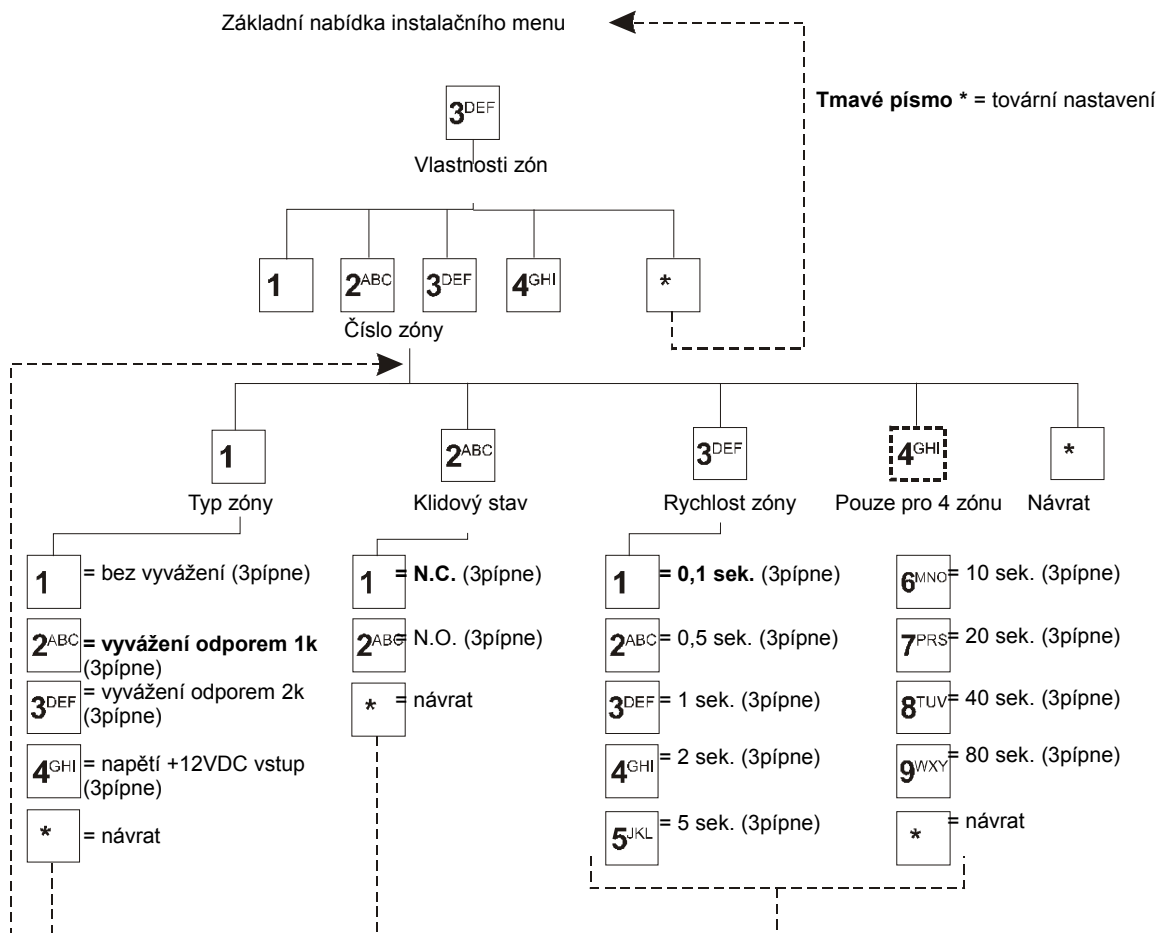 Základní nabídka instalačního menu
Tmavé písmo * = tovární nastavení
3DEF
Vlastnosti zón
1
2ABC
3DEF
4GHI
*
Číslo zóny
1
2ABC
3DEF
4GHI
*
Typ zóny
Klidový stav
Rychlost zóny
Pouze pro 4 zónu
Návrat
1 = bez vyvážení (3pípne)
2ABC = vyvážení odporem 1k
(3pípne)
3DEF = vyvážení odporem 2k
(3pípne)
4GHI = napětí +12VDC vstup
(3pípne)
* = návrat
1 = N.C. (3pípne)
2ABC = N.O. (3pípne)
* = návrat
1 = 0,1 sek. (3pípne)
2ABC = 0,5 sek. (3pípne)
3DEF = 1 sek. (3pípne)
4GHI = 2 sek. (3pípne)
5JKL = 5 sek. (3pípne)
6MNO = 10 sek. (3pípne)
7PRS = 20 sek. (3pípne)
8TUV = 40 sek. (3pípne)
9WXY = 80 sek. (3pípne)
* = návrat